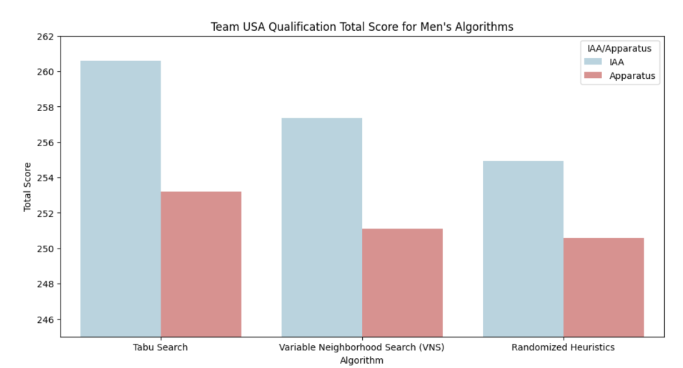 Team USA Qualification Total Score for Men's Algorithms
262
260
258
256
254
252
250
248
246
Total Score
IAA/Apparatus
IAA
Apparatus
Tabu Search
Variable Neighborhood Search (VNS)
Randomized Heuristics
Algorithm